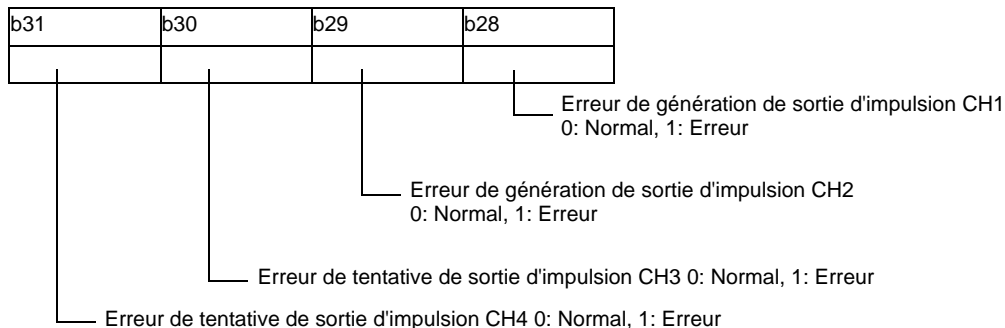 b31 b30 b29 b28
Erreur de génération de sortie d'impulsion CH1
0: Normal, 1: Erreur
Erreur de génération de sortie d'impulsion CH2
0: Normal, 1: Erreur
Erreur de tentative de sortie d'impulsion CH3 0: Normal, 1: Erreur
Erreur de tentative de sortie d'impulsion CH4 0: Normal, 1: Erreur